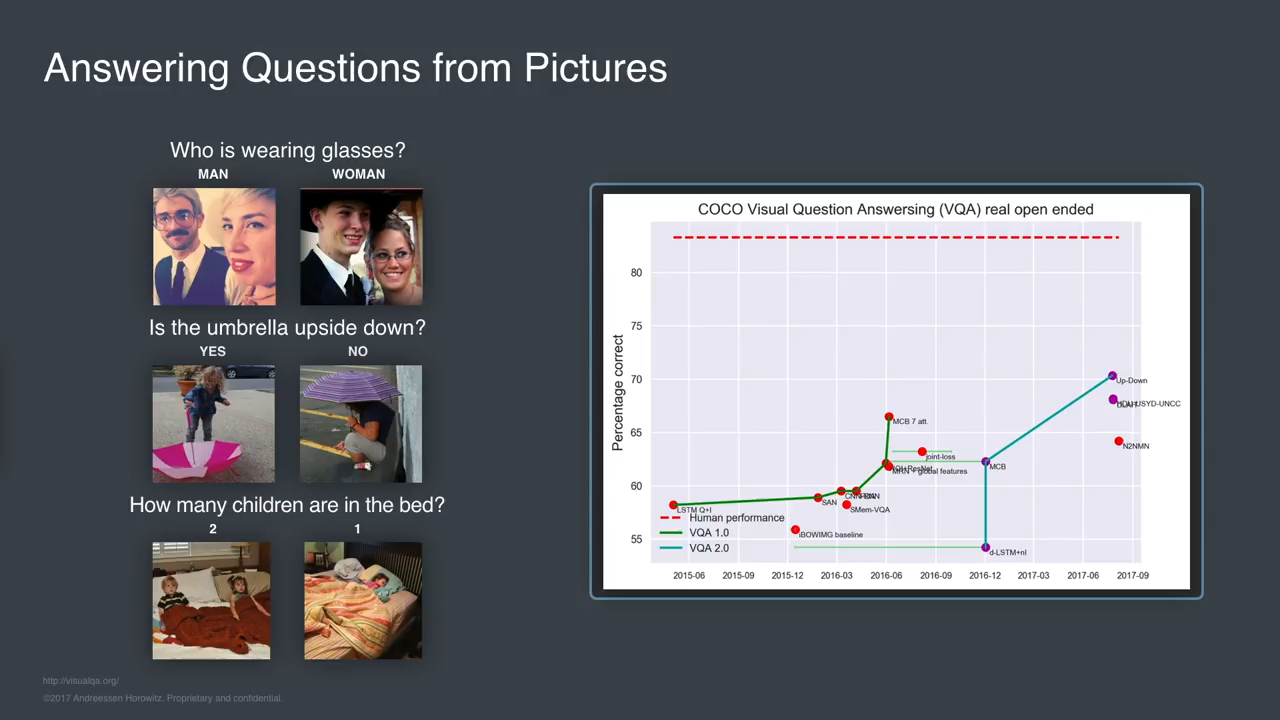 Answering Questions from Pictures
Who is wearing glasses?
MAN WOMAN
Is the umbrella upside down?
YES NO
How many children are in the bed?
2 1
COCO Visual Question Answersing (VQA) real open ended
Percentage correct
80
75
70
65
60
55
Up-Down
HDU-USYD-UNCC
N2NMN
MCB 7 att.
joint-loss
MCB
global features
SAN
LSTM Q+I
SMem-VQA
iBOWIMG baseline
d-LSTM+nI
Human performance
VQA 1.0
VQA 2.0
2015-06 2015-09 2015-12 2016-03 2016-06 2016-09 2016-12 2017-03 2017-06 2017-09
http://visualqa.org/
©2017 Andreessen Horowitz. Proprietary and confidential.